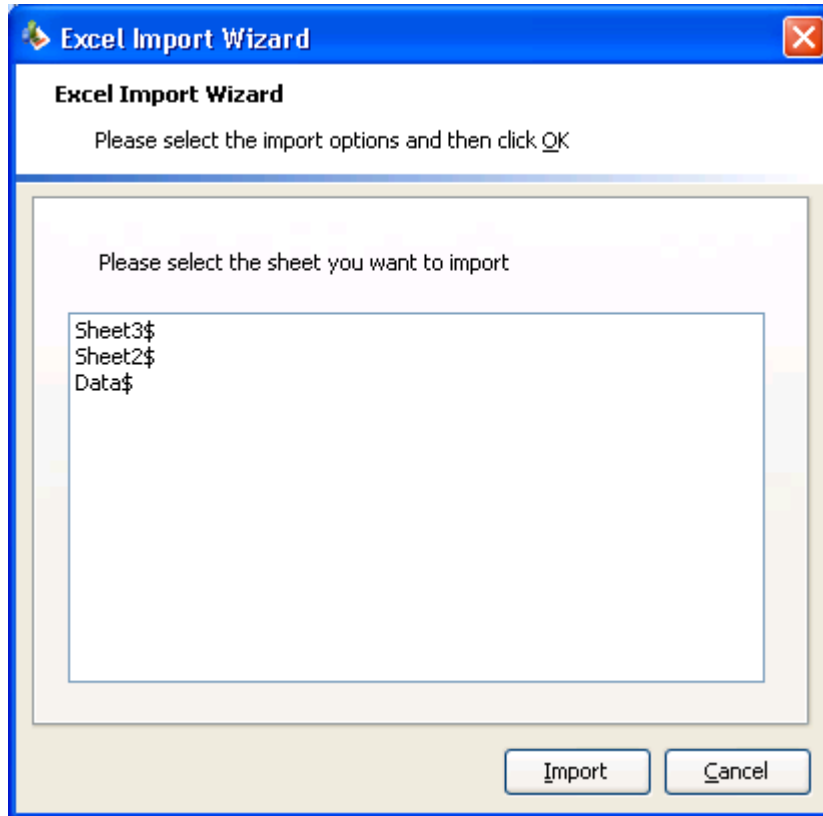 Excel Import Wizard
Excel Import Wizard
Please select the import options and then click OK
Please select the sheet you want to import
Sheet3$
Sheet2$
Data$
Import Cancel